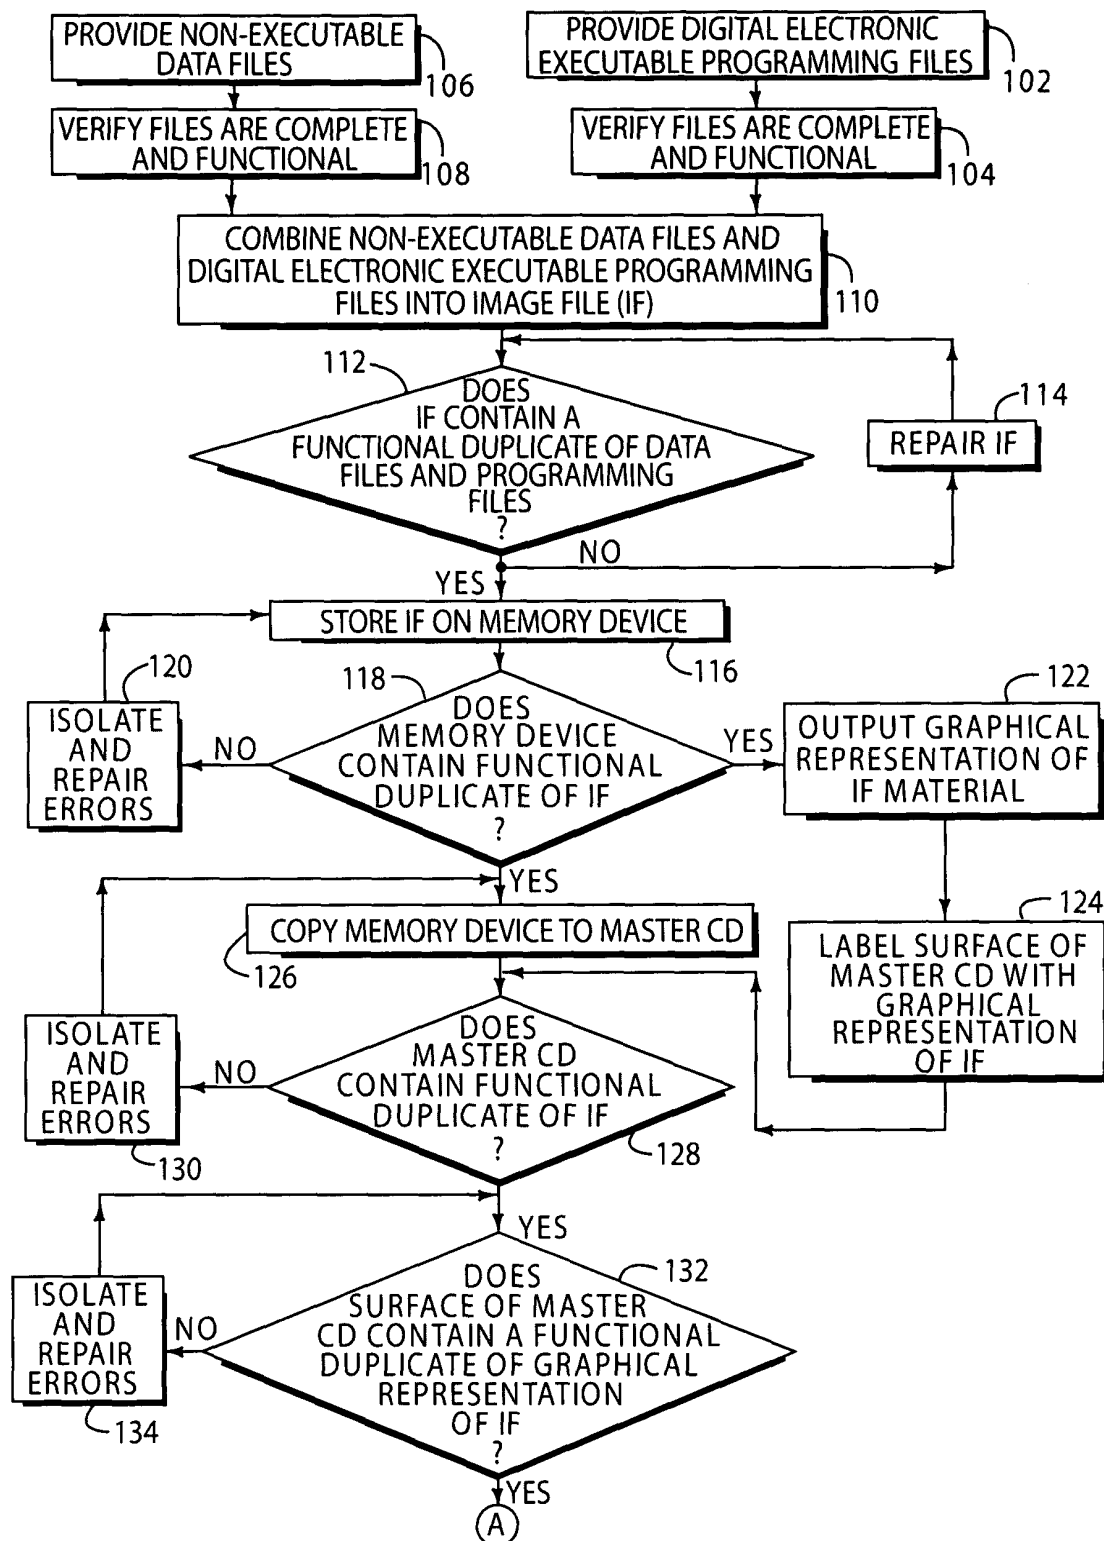 PROVIDE NON-EXECUTABLE
DATA FILES
106
PROVIDE DIGITAL ELECTRONIC
EXECUTABLE PROGRAMMING FILES
102
VERIFY FILES ARE COMPLETE
AND FUNCTIONAL
108
VERIFY FILES ARE COMPLETE
AND FUNCTIONAL
104
COMBINE NON-EXECUTABLE DATA FILES AND
DIGITAL ELECTRONIC EXECUTABLE PROGRAMMING
FILES INTO IMAGE FILE (IF)
110
112
DOES
IF CONTAIN A
FUNCTIONAL DUPLICATE OF DATA
FILES AND PROGRAMMING
FILES
?
114
REPAIR IF
NO
YES
STORE IF ON MEMORY DEVICE
116
120
ISOLATE
AND
REPAIR
ERRORS
NO
118
DOES
MEMORY DEVICE
CONTAIN FUNCTIONAL
DUPLICATE OF IF
?
YES
122
OUTPUT GRAPHICAL
REPRESENTATION OF
IF MATERIAL
YES
COPY MEMORY DEVICE TO MASTER CD
126
124
LABEL SURFACE OF
MASTER CD WITH
GRAPHICAL
REPRESENTATION
OF IF
ISOLATE
AND
REPAIR
ERRORS
130
NO
DOES
MASTER CD
CONTAIN FUNCTIONAL
DUPLICATE OF IF
?
128
YES
132
ISOLATE
AND
REPAIR
ERRORS
134
NO
DOES
SURFACE OF MASTER
CD CONTAIN A FUNCTIONAL
DUPLICATE OF GRAPHICAL
REPRESENTATION
OF IF
?
YES
A